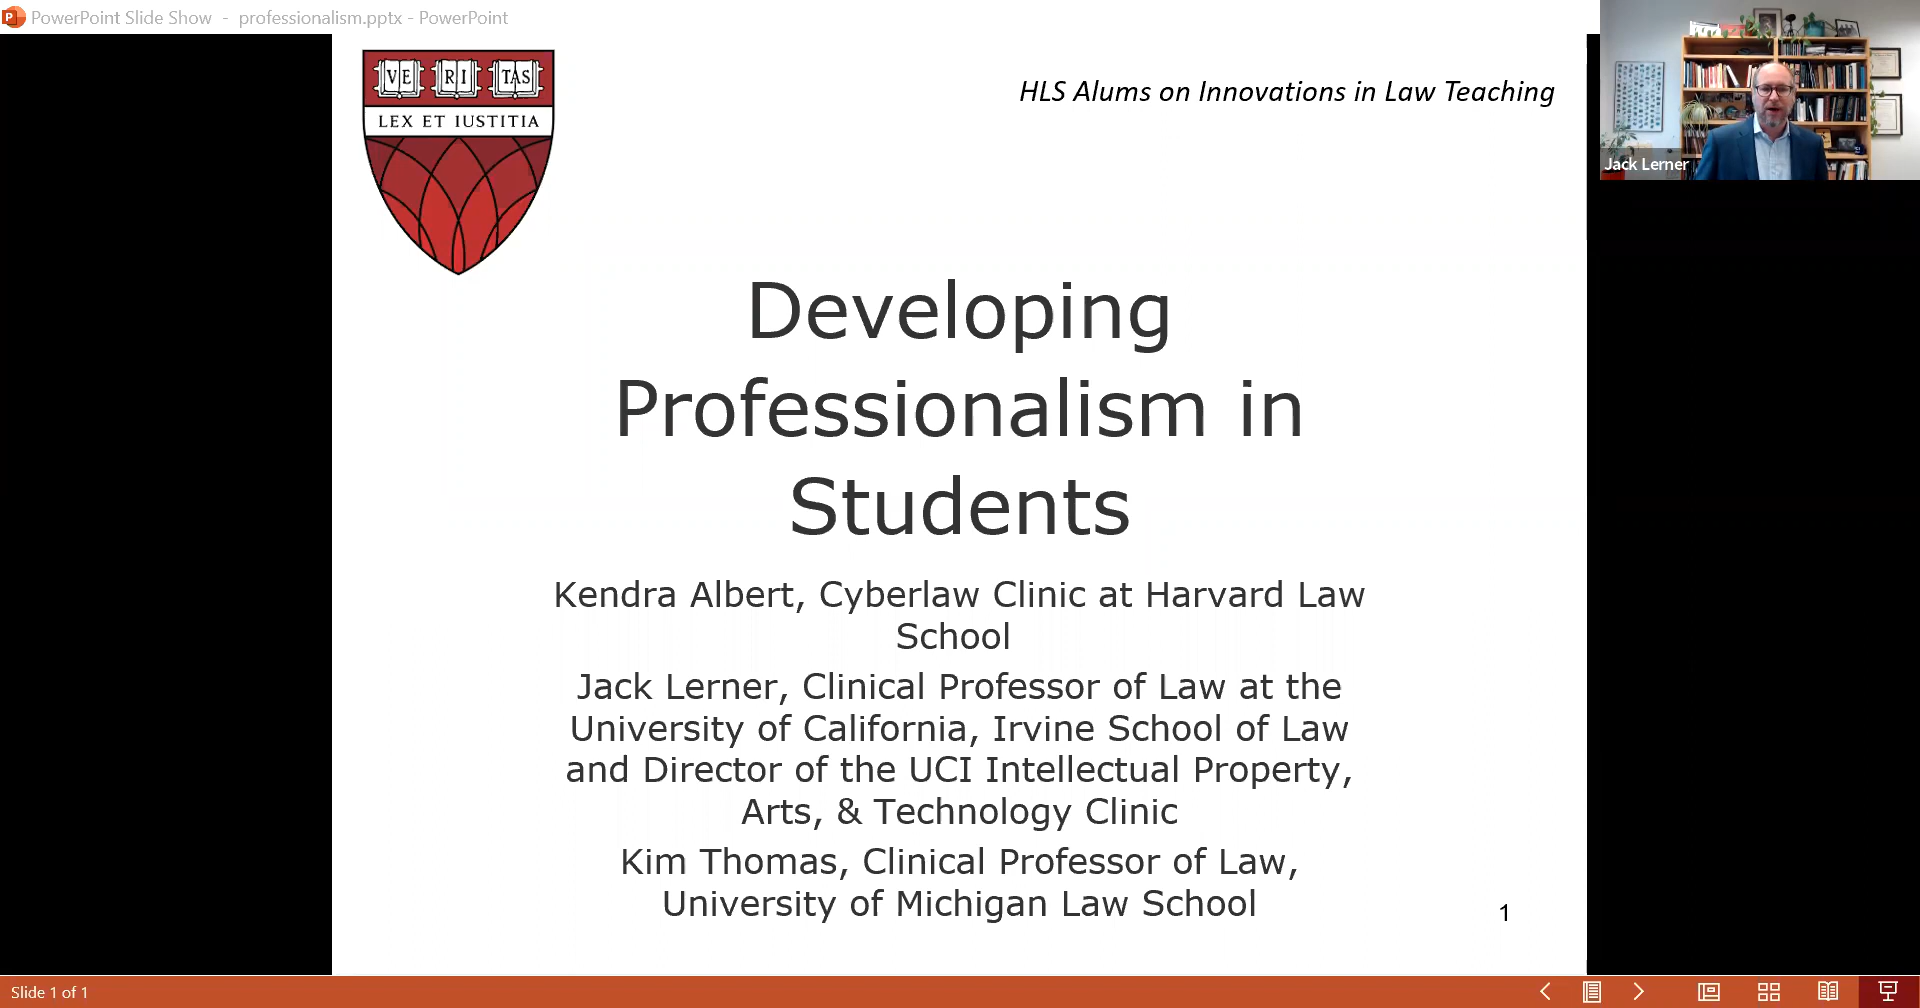 PowerPoint Slide Show - professionalism.pptx - PowerPoint
VE RI TAS
LEX ET IUSTITIA
HLS Alums on Innovations in Law Teaching
Jack Lerner
Developing
Professionalism in
Students
Kendra Albert, Cyberlaw Clinic at Harvard Law
School
Jack Lerner, Clinical Professor of Law at the
University of California, Irvine School of Law
and Director of the UCI Intellectual Property,
Arts, & Technology Clinic
Kim Thomas, Clinical Professor of Law,
University of Michigan Law School
1
Slide 1 of 1